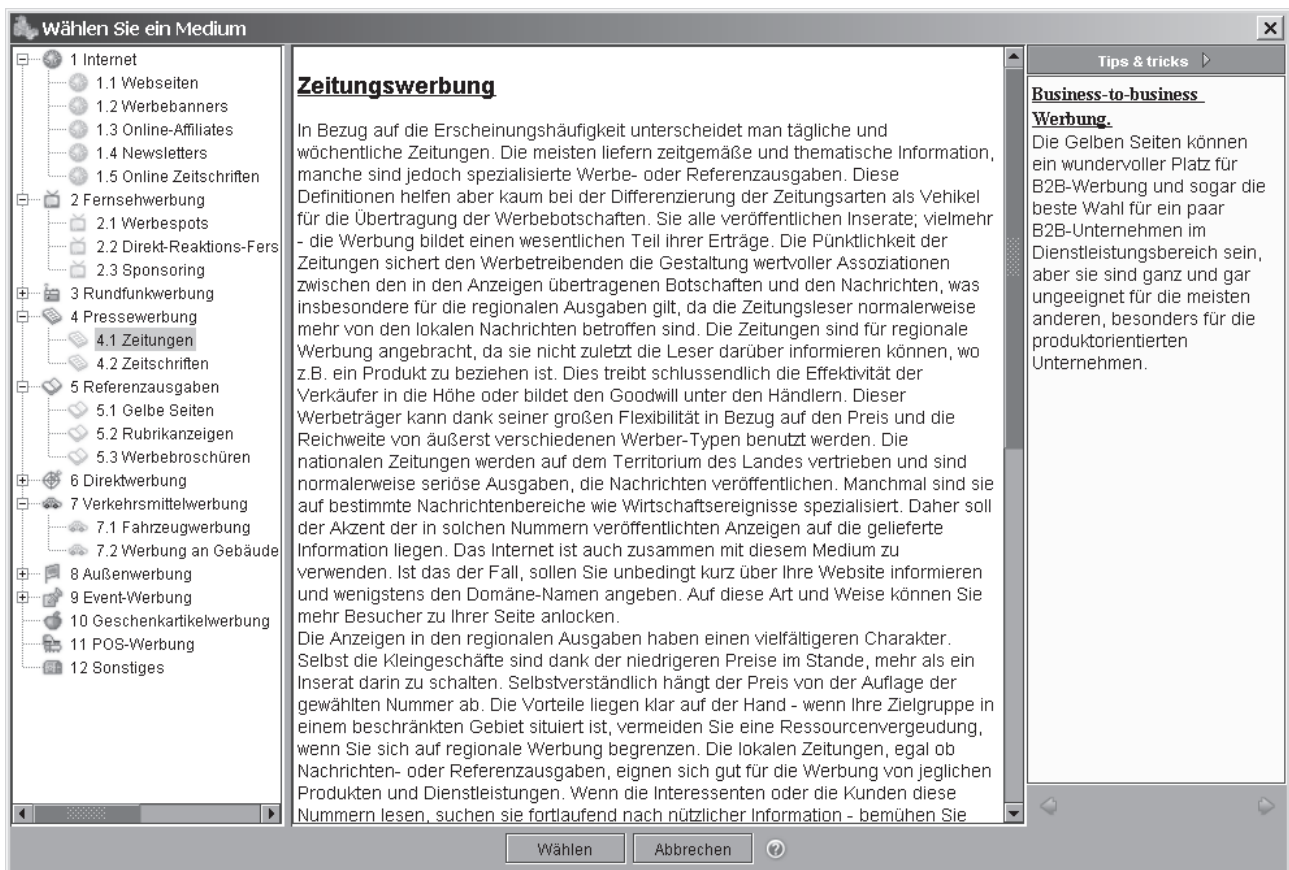 Wählen Sie ein Medium
1 Internet
1.1 Webseiten
1.2 Werbebanners
1.3 Online-Affiliates
1.4 Newsletters
1.5 Online Zeitschriften
2 Fernsehwerbung
2.1 Werbespots
2.2 Direkt-Reaktions-Fers
2.3 Sponsoring
3 Rundfunkwerbung
4 Pressewerbung
4.1 Zeitungen
4.2 Zeitschriften
5 Referenzausgaben
5.1 Gelbe Seiten
5.2 Rubrikanzeigen
5.3 Werbebroschüren
6 Direktwerbung
7 Verkehrsmittelwerbung
7.1 Fahrzeugwerbung
7.2 Werbung an Gebäude
8 Außenwerbung
9 Event-Werbung
10 Geschenkartikelwerbung
11 POS-Werbung
12 Sonstiges
Zeitungswerbung
In Bezug auf die Erscheinungshäufigkeit unterscheidet man tägliche und
wöchentliche Zeitungen. Die meisten liefern zeitgemäße und thematische Information,
manche sind jedoch spezialisierte Werbe- oder Referenzausgaben. Diese
Definitionen helfen aber kaum bei der Differenzierung der Zeitungsarten als Vehikel
für die Übertragung der Werbebotschaften. Sie alle veröffentlichen Inserate; vielmehr
- die Werbung bildet einen wesentlichen Teil ihrer Erträge. Die Pünktlichkeit der
Zeitungen sichert den Werbetreibenden die Gestaltung wertvoller Assoziationen
zwischen den in den Anzeigen übertragenen Botschaften und den Nachrichten, was
insbesondere für die regionalen Ausgaben gilt, da die Zeitungsleser normalerweise
mehr von den lokalen Nachrichten betroffen sind. Die Zeitungen sind für regionale
Werbung angebracht, da sie nicht zuletzt die Leser darüber informieren können, wo
z.B. ein Produkt zu beziehen ist. Dies treibt schlussendlich die Effektivität der
Verkäufer in die Höhe oder bildet den Goodwill unter den Händlern. Dieser
Werbeträger kann dank seiner großen Flexibilität in Bezug auf den Preis und die
Reichweite von äußerst verschiedenen Werber-Typen benutzt werden. Die
nationalen Zeitungen werden auf dem Territorium des Landes vertrieben und sind
normalerweise seriöse Ausgaben, die Nachrichten veröffentlichen. Manchmal sind sie
auf bestimmte Nachrichtenbereiche wie Wirtschaftsereignisse spezialisiert. Daher soll
der Akzent der in solchen Nummern veröffentlichten Anzeigen auf die gelieferte
Information liegen. Das Internet ist auch zusammen mit diesem Medium zu
verwenden. Ist das der Fall, sollen Sie unbedingt kurz über Ihre Website informieren
und wenigstens den Domäne-Namen angeben. Auf diese Art und Weise können Sie
mehr Besucher zu Ihrer Seite anlocken.
Die Anzeigen in den regionalen Ausgaben haben einen vielfältigeren Charakter.
Selbst die Kleingeschäfte sind dank der niedrigeren Preise im Stande, mehr als ein
Inserat darin zu schalten. Selbstverständlich hängt der Preis von der Auflage der
gewählten Nummer ab. Die Vorteile liegen klar auf der Hand - wenn Ihre Zielgruppe in
einem beschränkten Gebiet situiert ist, vermeiden Sie eine Ressourcenvergeudung,
wenn Sie sich auf regionale Werbung begrenzen. Die lokalen Zeitungen, egal ob
Nachrichten- oder Referenzausgaben, eignen sich gut für die Werbung von jeglichen
Produkten und Dienstleistungen. Wenn die Interessenten oder die Kunden diese
Nummern lesen, suchen sie fortlaufend nach nützlicher Information - bemühen Sie
Tips & tricks
Business-to-business
Werbung.
Die Gelben Seiten können
ein wundervoller Platz für
B2B-Werbung und sogar die
beste Wahl für ein paar
B2B-Unternehmen im
Dienstleistungsbereich sein,
aber sie sind ganz und gar
ungeeignet für die meisten
anderen, besonders für die
produktorientierten
Unternehmen.
Wählen
Abbrechen